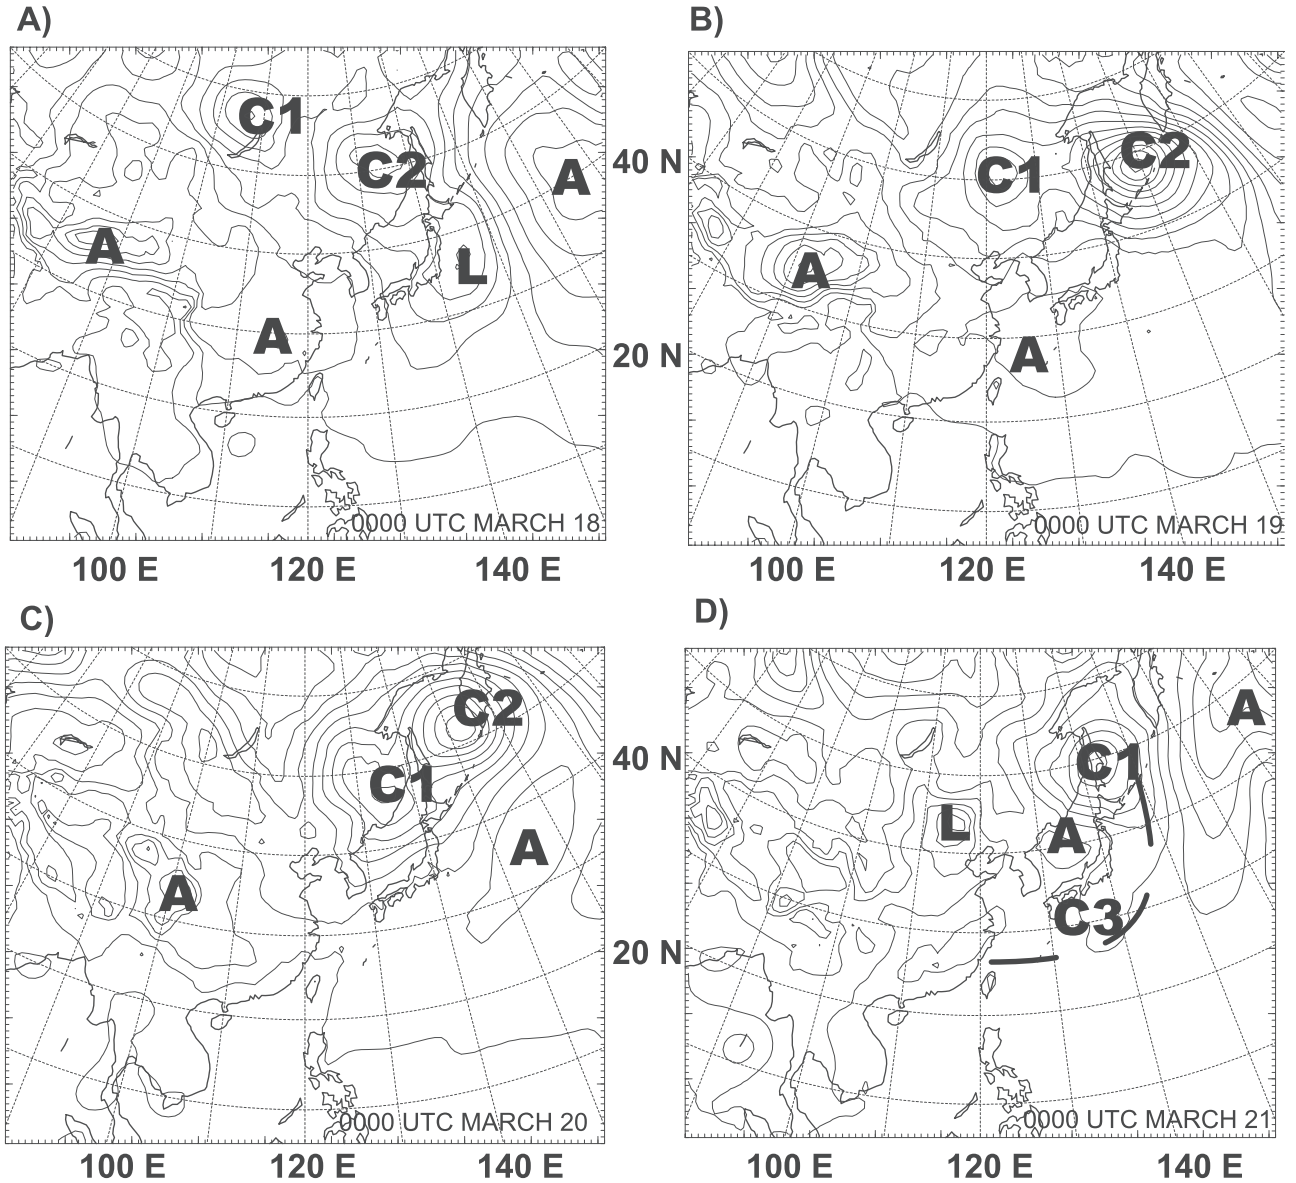 A)
B)
C1
C2
A
A
L
A
0000 UTC MARCH 18
40 N
20 N
C1
C2
A
A
0000 UTC MARCH 19
100 E 120 E 140 E
100 E 120 E 140 E
C)
D)
C2
C1
A
A
0000 UTC MARCH 20
40 N
20 N
A
C1
L
A
C3
0000 UTC MARCH 21
100 E 120 E 140 E
100 E 120 E 140 E